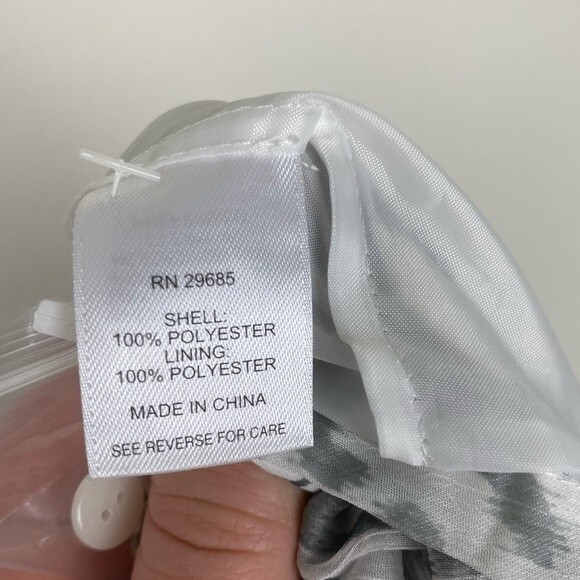 RN 29685
SHELL:
100% POLYESTER
LINING:
100% POLYESTER
MADE IN CHINA
SEE REVERSE FOR CARE